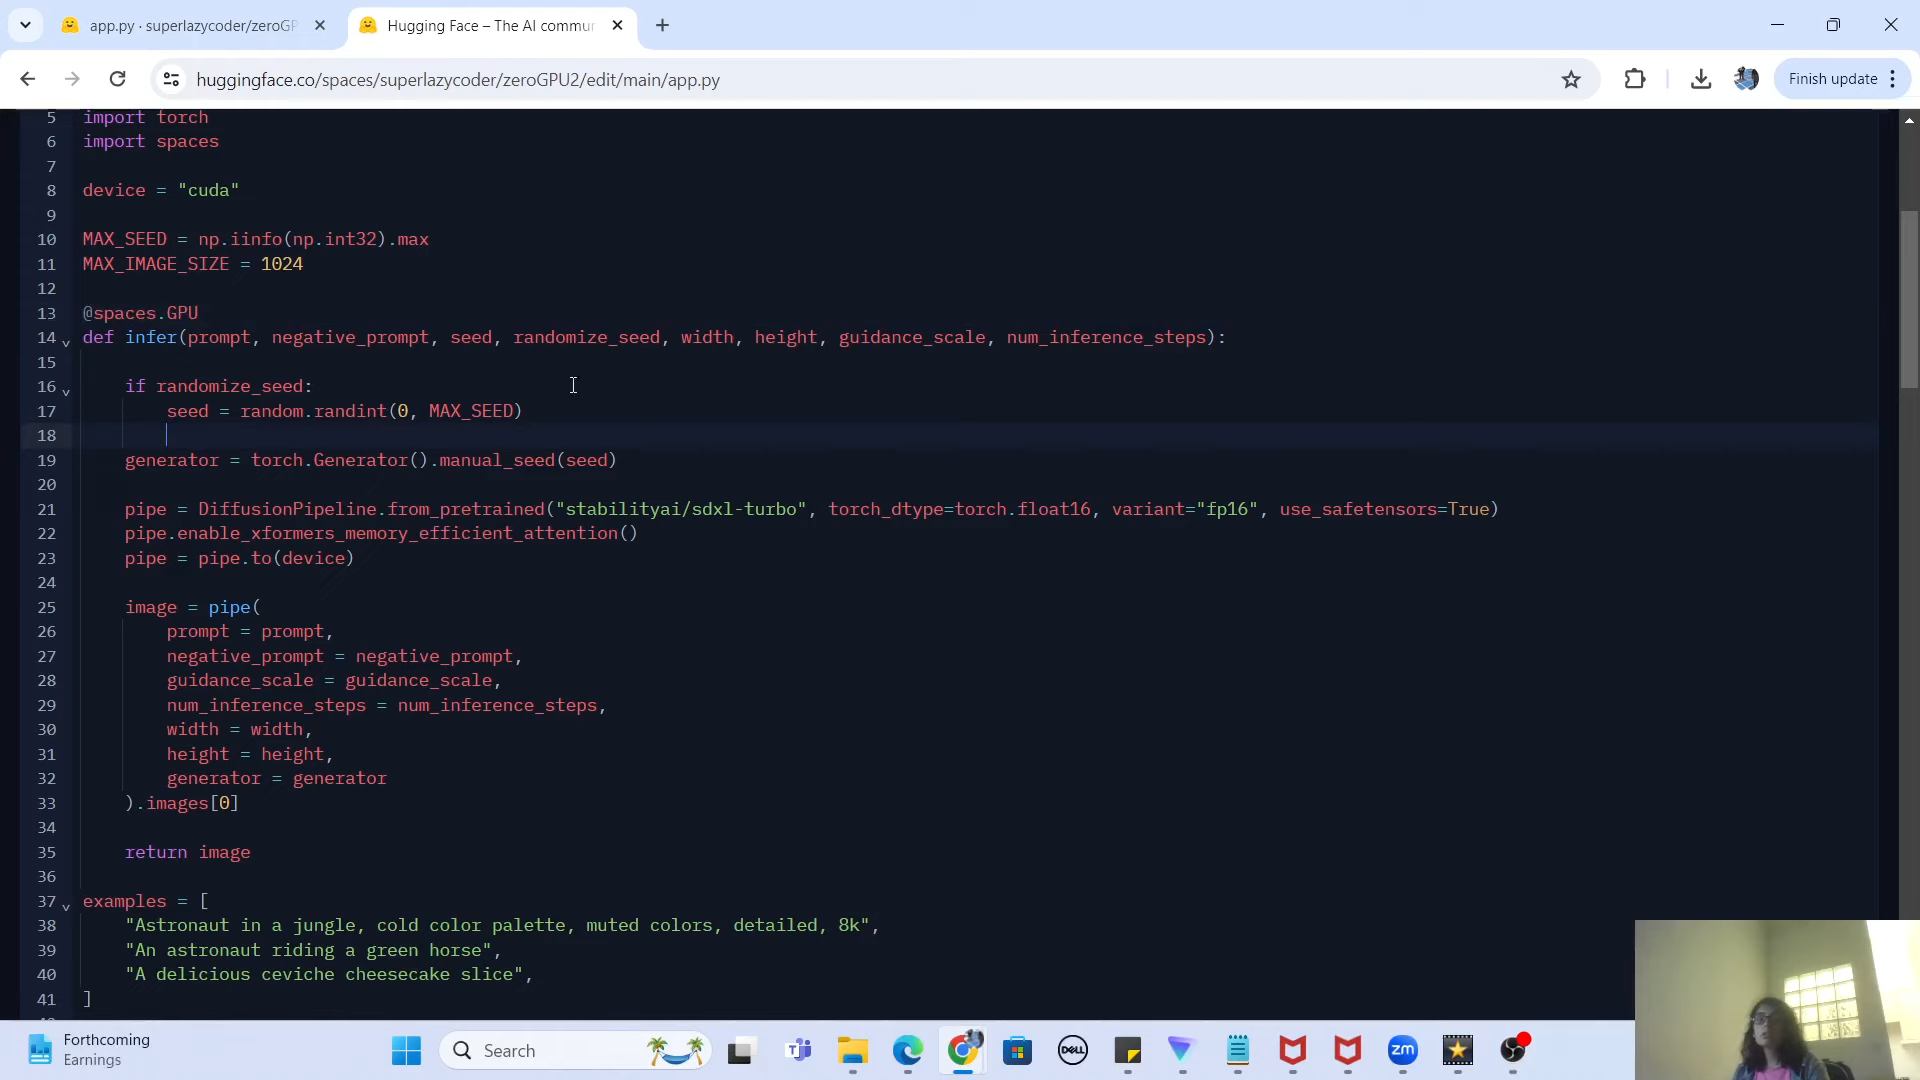 app.py · superlazycoder/zeroGP
Hugging Face – The AI commun
huggingface.co/spaces/superlazycoder/zeroGPU2/edit/main/app.py
Finish update
5 import torch
6 import spaces
7
8 device = "cuda"
9
10 MAX_SEED = np.iinfo(np.int32).max
11 MAX_IMAGE_SIZE = 1024
12
13 @spaces.GPU
14 def infer(prompt, negative_prompt, seed, randomize_seed, width, height, guidance_scale, num_inference_steps):
15
16 if randomize_seed:
17 seed = random.randint(0, MAX_SEED)
18
19 generator = torch.Generator().manual_seed(seed)
20
21 pipe = DiffusionPipeline.from_pretrained("stabilityai/sdxl-turbo", torch_dtype=torch.float16, variant="fp16", use_safetensors=True)
22 pipe.enable_xformers_memory_efficient_attention()
23 pipe = pipe.to(device)
24
25 image = pipe(
26 prompt = prompt,
27 negative_prompt = negative_prompt,
28 guidance_scale = guidance_scale,
29 num_inference_steps = num_inference_steps,
30 width = width,
31 height = height,
32 generator = generator
33 ).images[0]
34
35 return image
36
37 examples = [
38 "Astronaut in a jungle, cold color palette, muted colors, detailed, 8k",
39 "An astronaut riding a green horse",
40 "A delicious ceviche cheesecake slice",
41 ]
Forthcoming
Earnings
Search
DELL
zm